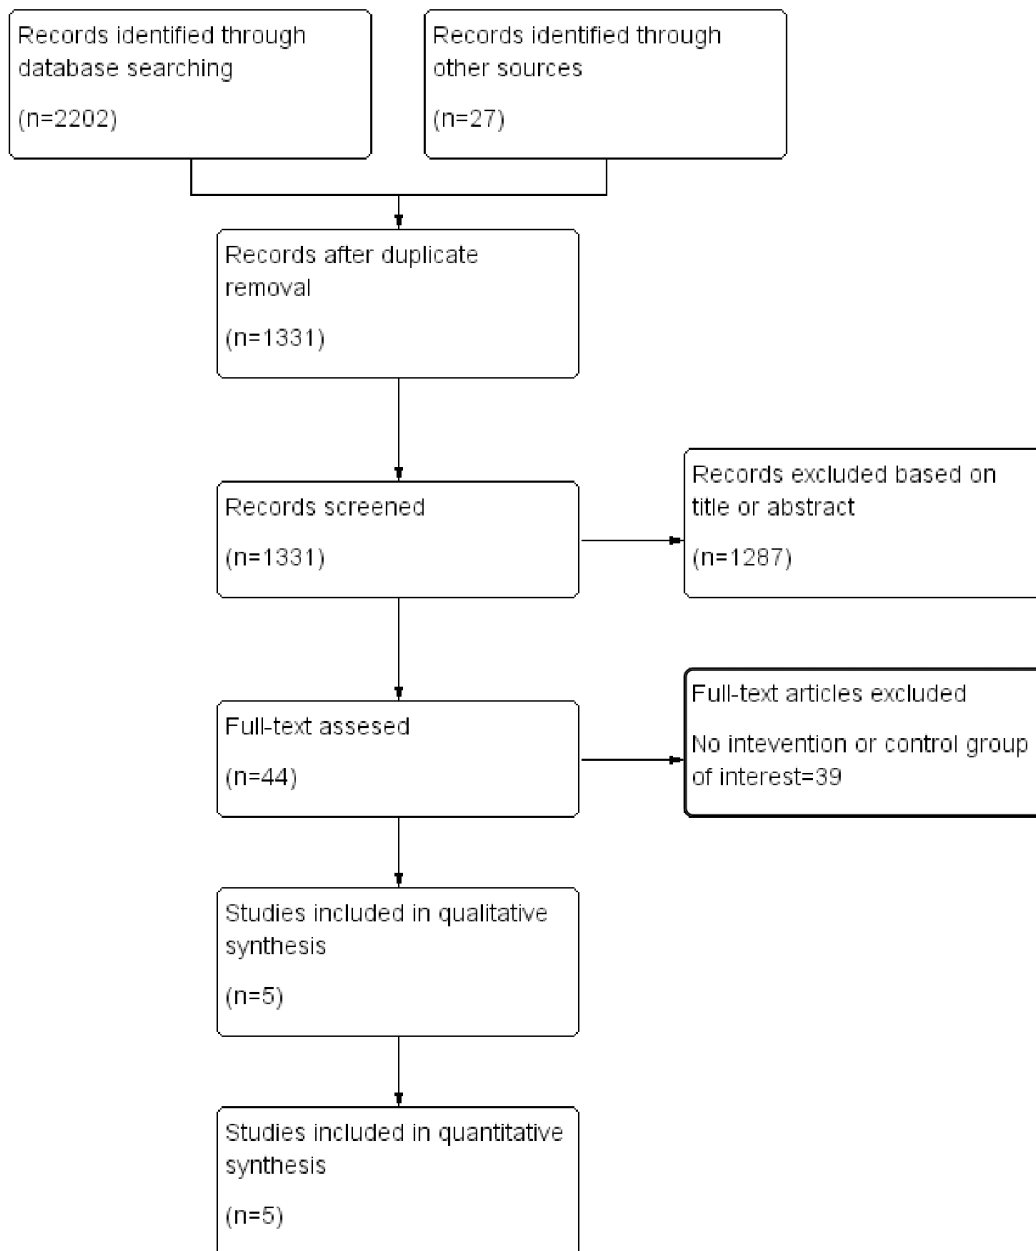 Records identified through
database searching
(n=2202)
Records identified through
other sources
(n=27)
Records after duplicate
removal
(n=1331)
Records screened
(n=1331)
Records excluded based on
title or abstract
(n=1287)
Full-text assesed
(n=44)
Full-text articles excluded
No intevention or control group
of interest=39
Studies included in qualitative
synthesis
(n=5)
Studies included in quantitative
synthesis
(n=5)